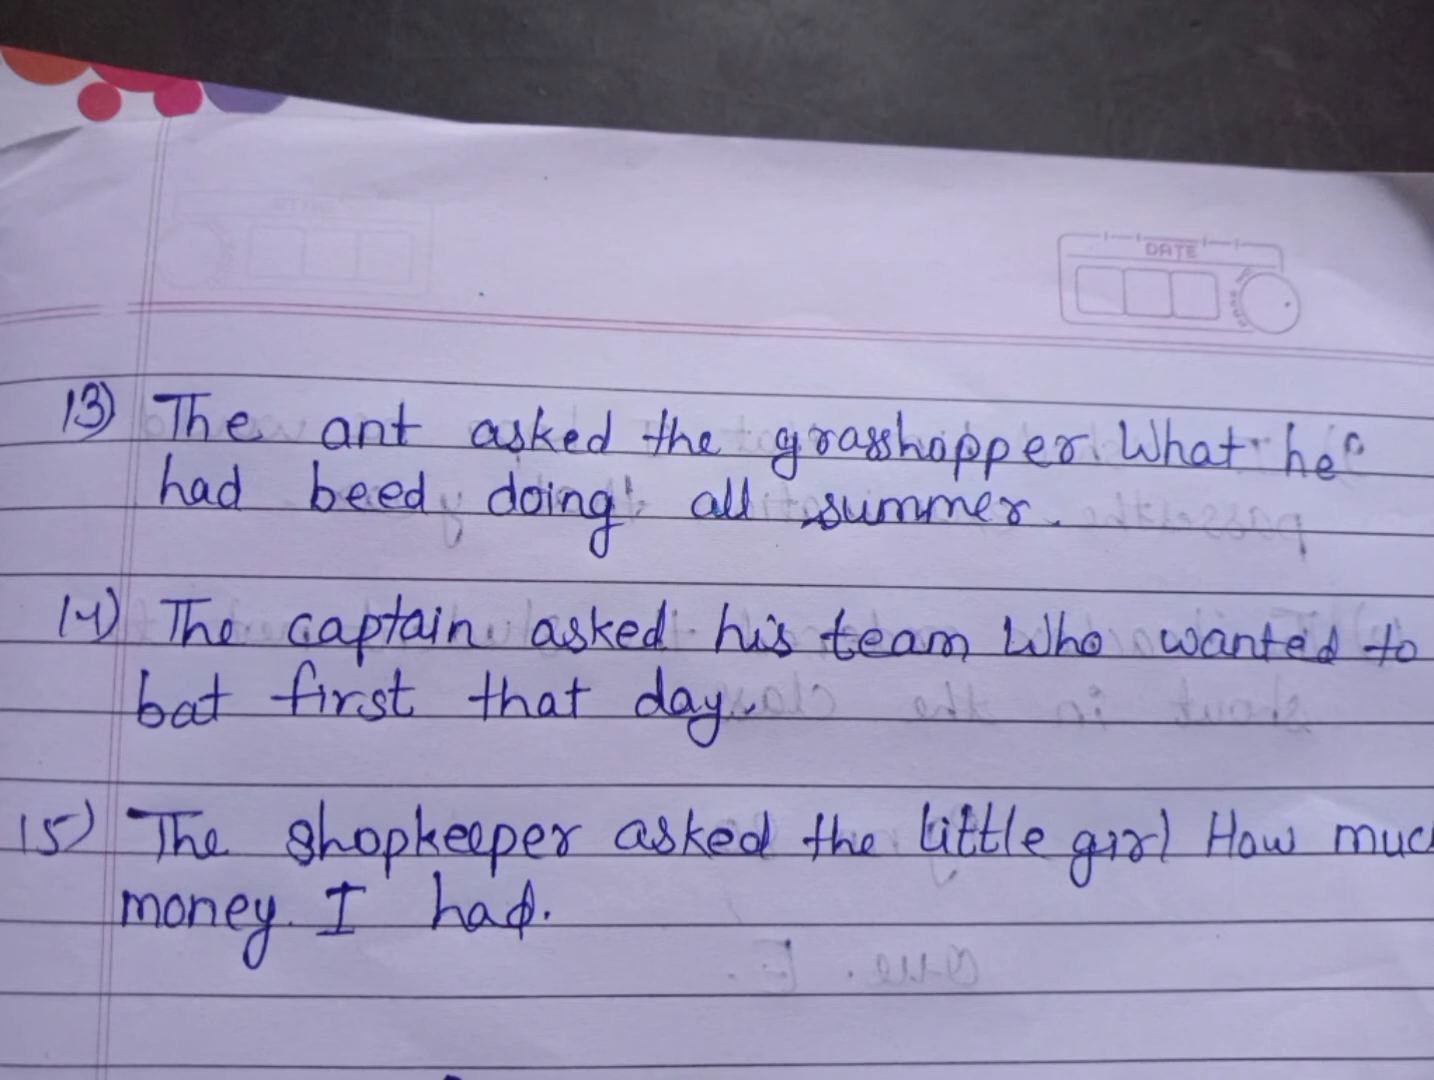 DATE
13) The ant asked the grasshopper What he
had beed doing all summer.
14) The captain asked his team Who wanted to
bat first that day.
15) The shopkeeper asked the little girl How muc
money I had.